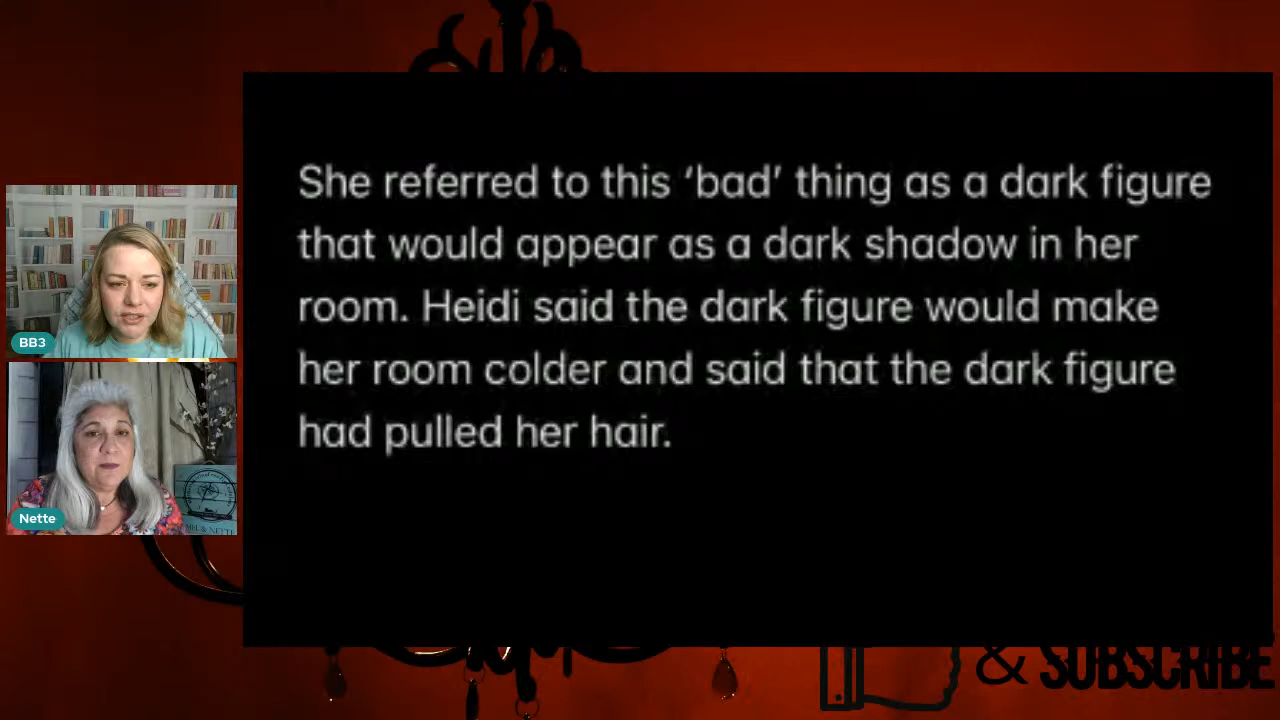 She referred to this ‘bad’ thing as a dark figure
that would appear as a dark shadow in her
room. Heidi said the dark figure would make
her room colder and said that the dark figure
had pulled her hair.
BB3
Nette
& SUBSCRIBE